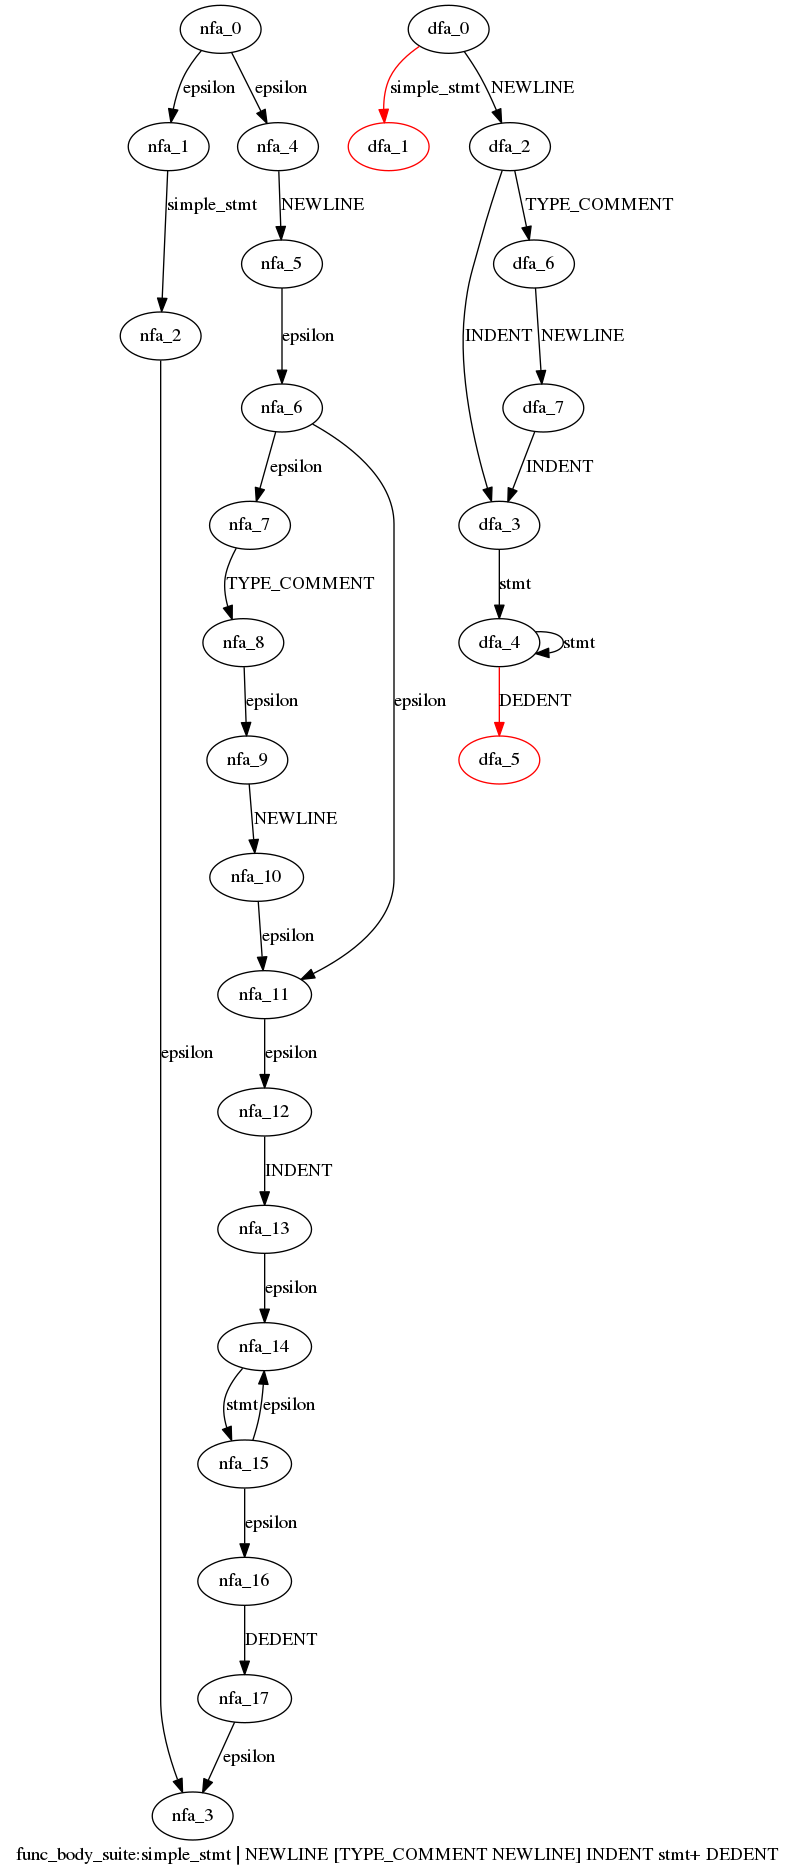 nfa_0 dfa_0
epsilon epsilon simple_stmt NEWLINE
nfa_1 nfa_4 dfa_1 dfa_2
simple_stmt NEWLINE TYPE_COMMENT
nfa_5 dfa_6
nfa_2 epsilon INDENT NEWLINE
nfa_6 dfa_7
epsilon INDENT
nfa_7 dfa_3
TYPE_COMMENT stmt
nfa_8 dfa_4 stmt
epsilon epsilon DEDENT
nfa_9 dfa_5
NEWLINE
nfa_10
epsilon
nfa_11
epsilon epsilon
nfa_12
INDENT
nfa_13
epsilon
nfa_14
stmt epsilon
nfa_15
epsilon
nfa_16
DEDENT
nfa_17
epsilon
nfa_3
func_body_suite:simple_stmt | NEWLINE [TYPE_COMMENT NEWLINE] INDENT stmt+ DEDENT